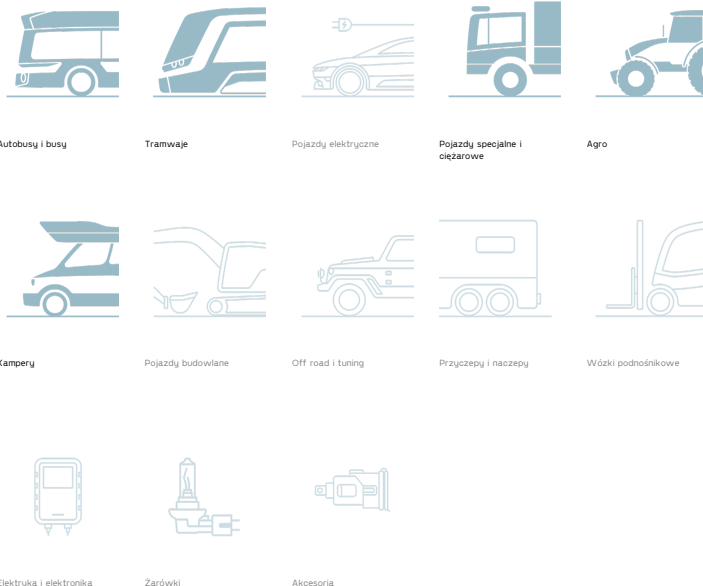 Autobusy i busy
Tramwaje
Pojazdy elektryczne
Pojazdy specjalne i
ciężarowe
Agro
Kampery
Pojazdy budowlane
Off road i tuning
Przyczepy i naczepy
Wózki podnośnikowe
Elektryka i elektronika
Żarówki
Akcesoria